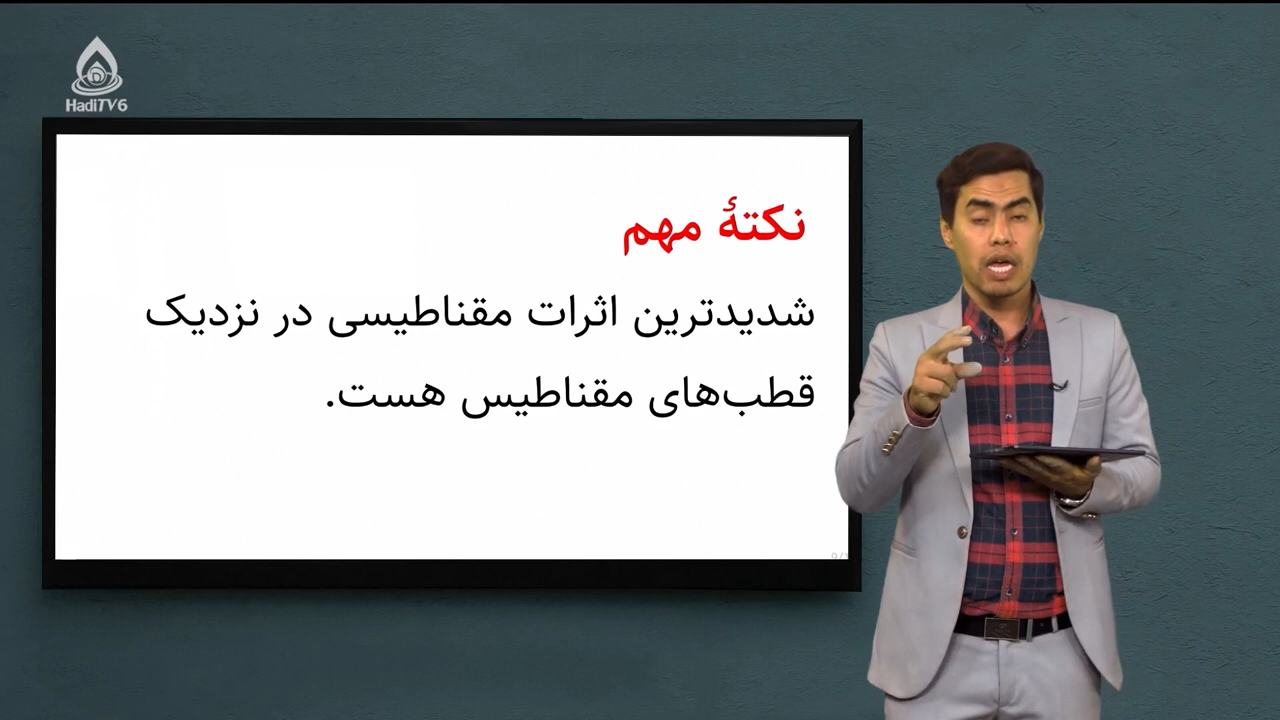 HadiTV6
نکتهٔ مهم
شدیدترین اثرات مقناطیسی در نزدیک
قطب‌های مقناطیس هست.